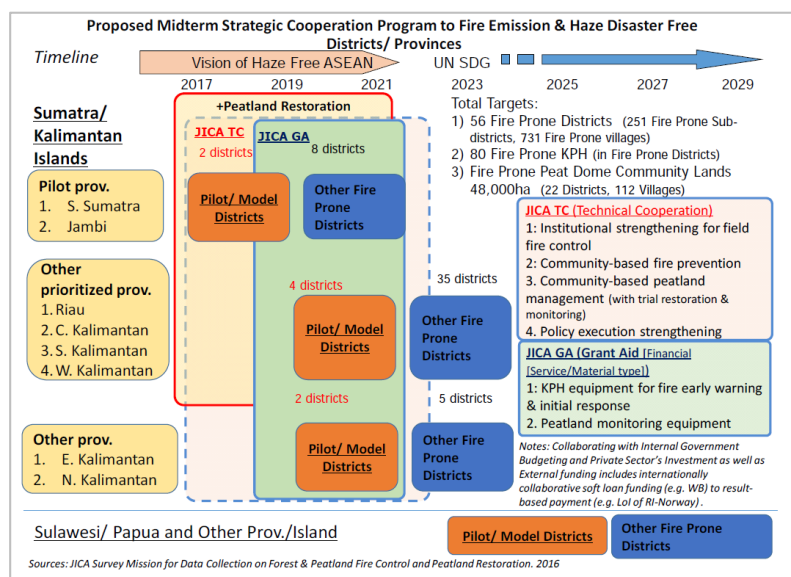 Proposed Midterm Strategic Cooperation Program to Fire Emission & Haze Disaster Free
Districts/ Provinces
Timeline
Vision of Haze Free ASEAN
UN SDG
2017
2019
2021
2023
2025
2027
2029
Sumatra/
Kalimantan
Islands
+Peatland Restoration
JICA TC
2 districts
JICA GA
8 districts
Total Targets:
1) 56 Fire Prone Districts (251 Fire Prone Sub-
districts, 731 Fire Prone villages)
2) 80 Fire Prone KPH (in Fire Prone Districts)
3) Fire Prone Peat Dome Community Lands
48,000ha (22 Districts, 112 Villages)
Pilot prov.
1. S. Sumatra
2. Jambi
Pilot/ Model
Districts
Other Fire
Prone
Districts
Other
prioritized prov.
1. Riau
2. C. Kalimantan
3. S. Kalimantan
4. W. Kalimantan
4 districts
Pilot/ Model
Districts
35 districts
Other Fire
Prone
Districts
JICA TC (Technical Cooperation)
1: Institutional strengthening for field
fire control
2: Community-based fire prevention
3. Community-based peatland
management (with trial restoration &
monitoring)
4. Policy execution strengthening
JICA GA (Grant Aid [Financial
[Service/Material type])
1: KPH equipment for fire early warning
& initial response
2. Peatland monitoring equipment
Other prov.
1. E. Kalimantan
2. N. Kalimantan
2 districts
Pilot/ Model
Districts
5 districts
Other Fire
Prone
Districts
Notes: Collaborating with Internal Government
Budgeting and Private Sector's Investment as well as
External funding includes internationally
collaborative soft loan funding (e.g. WB) to result-
based payment (e.g. LoI of RI-Norway) .
Sulawesi/ Papua and Other Prov./Island
Pilot/ Model Districts
Other Fire Prone
Districts
Sources: JICA Survey Mission for Data Collection on Forest & Peatland Fire Control and Peatland Restoration. 2016